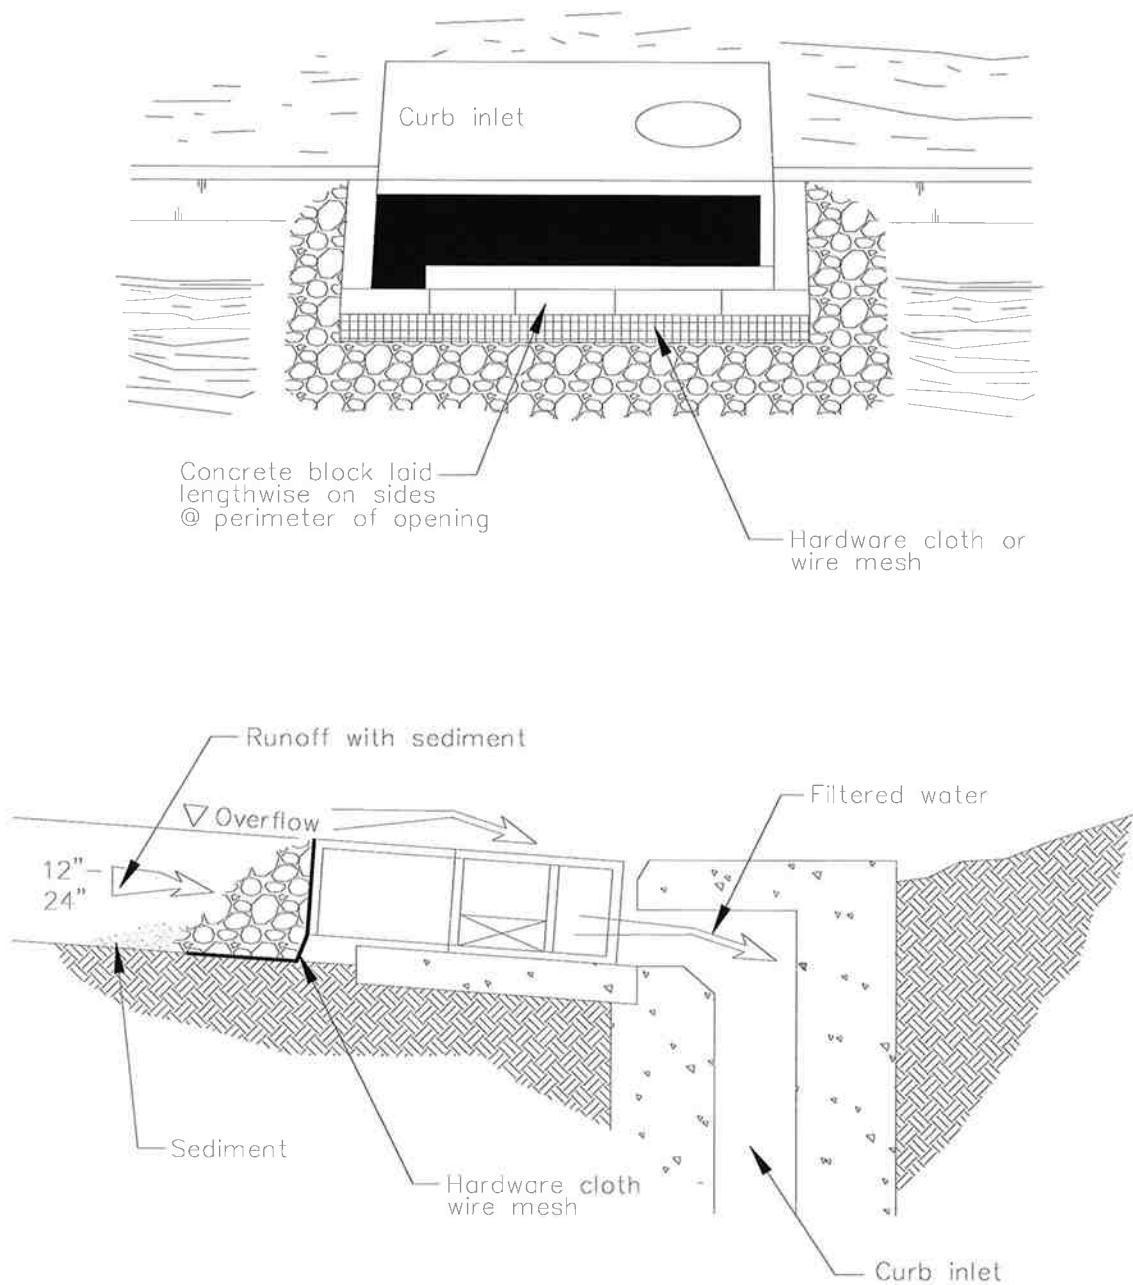 Curb inlet
Concrete block laid
lengthwise on sides
@ perimeter of opening
Hardware cloth or
wire mesh
Runoff with sediment
Overflow
Filtered water
12"-
24"
Sediment
Hardware cloth
wire mesh
Curb inlet